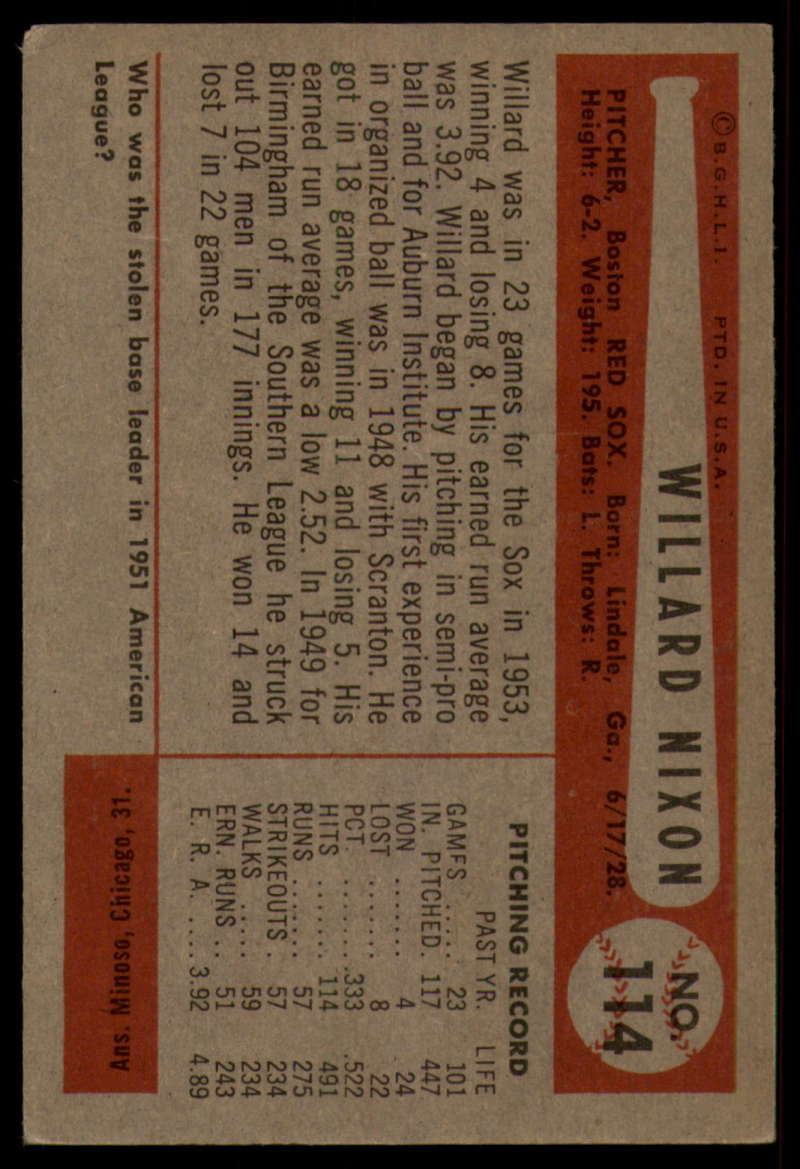 © B.G.H.L.I. PTD. IN U.S.A.
WILLARD NIXON
NO. 114
PITCHER, Boston RED SOX. Born: Lindale, Ga., 6/17/28.
Height: 6-2. Weight: 195. Bats: L. Throws: R.
Willard was in 23 games for the Sox in 1953,
winning 4 and losing 8. His earned run average
was 3.92. Willard began by pitching in semi-pro
ball and for Auburn Institute. His first experience
in organized ball was in 1948 with Scranton. He
got in 18 games, winning 11 and losing 5. His
earned run average was a low 2.52. In 1949 for
Birmingham of the Southern League he struck
out 104 men in 177 innings. He won 14 and
lost 7 in 22 games.
PITCHING RECORD
PAST YR. LIFE
GAMES ..... 23 101
IN. PITCHED. 117 447
WON ....... 4 24
LOST ....... 8 22
PCT. ....... .333 .522
HITS ....... 114 491
RUNS ...... 57 275
STRIKEOUTS . 57 234
WALKS ..... 59 234
ERN. RUNS .. 51 243
E. R. A. .... 3.92 4.89
Who was the stolen base leader in 1951 American
League?
Ans. Minoso, Chicago, 31.